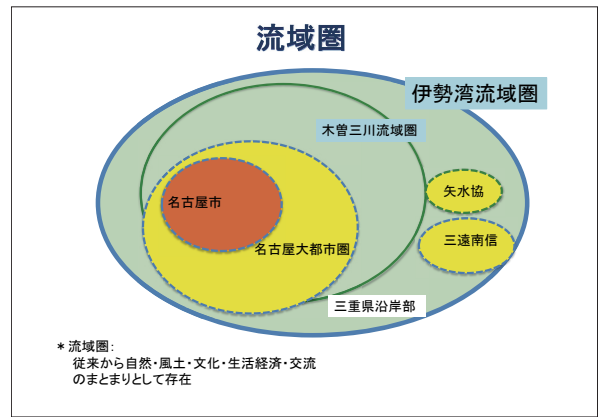 流域圏
伊勢湾流域圏
木曽三川流域圏
矢水協
名古屋市
三遠南信
名古屋大都市圏
三重県沿岸部
＊流域圏：
従来から自然・風土・文化・生活経済・交流
のまとまりとして存在